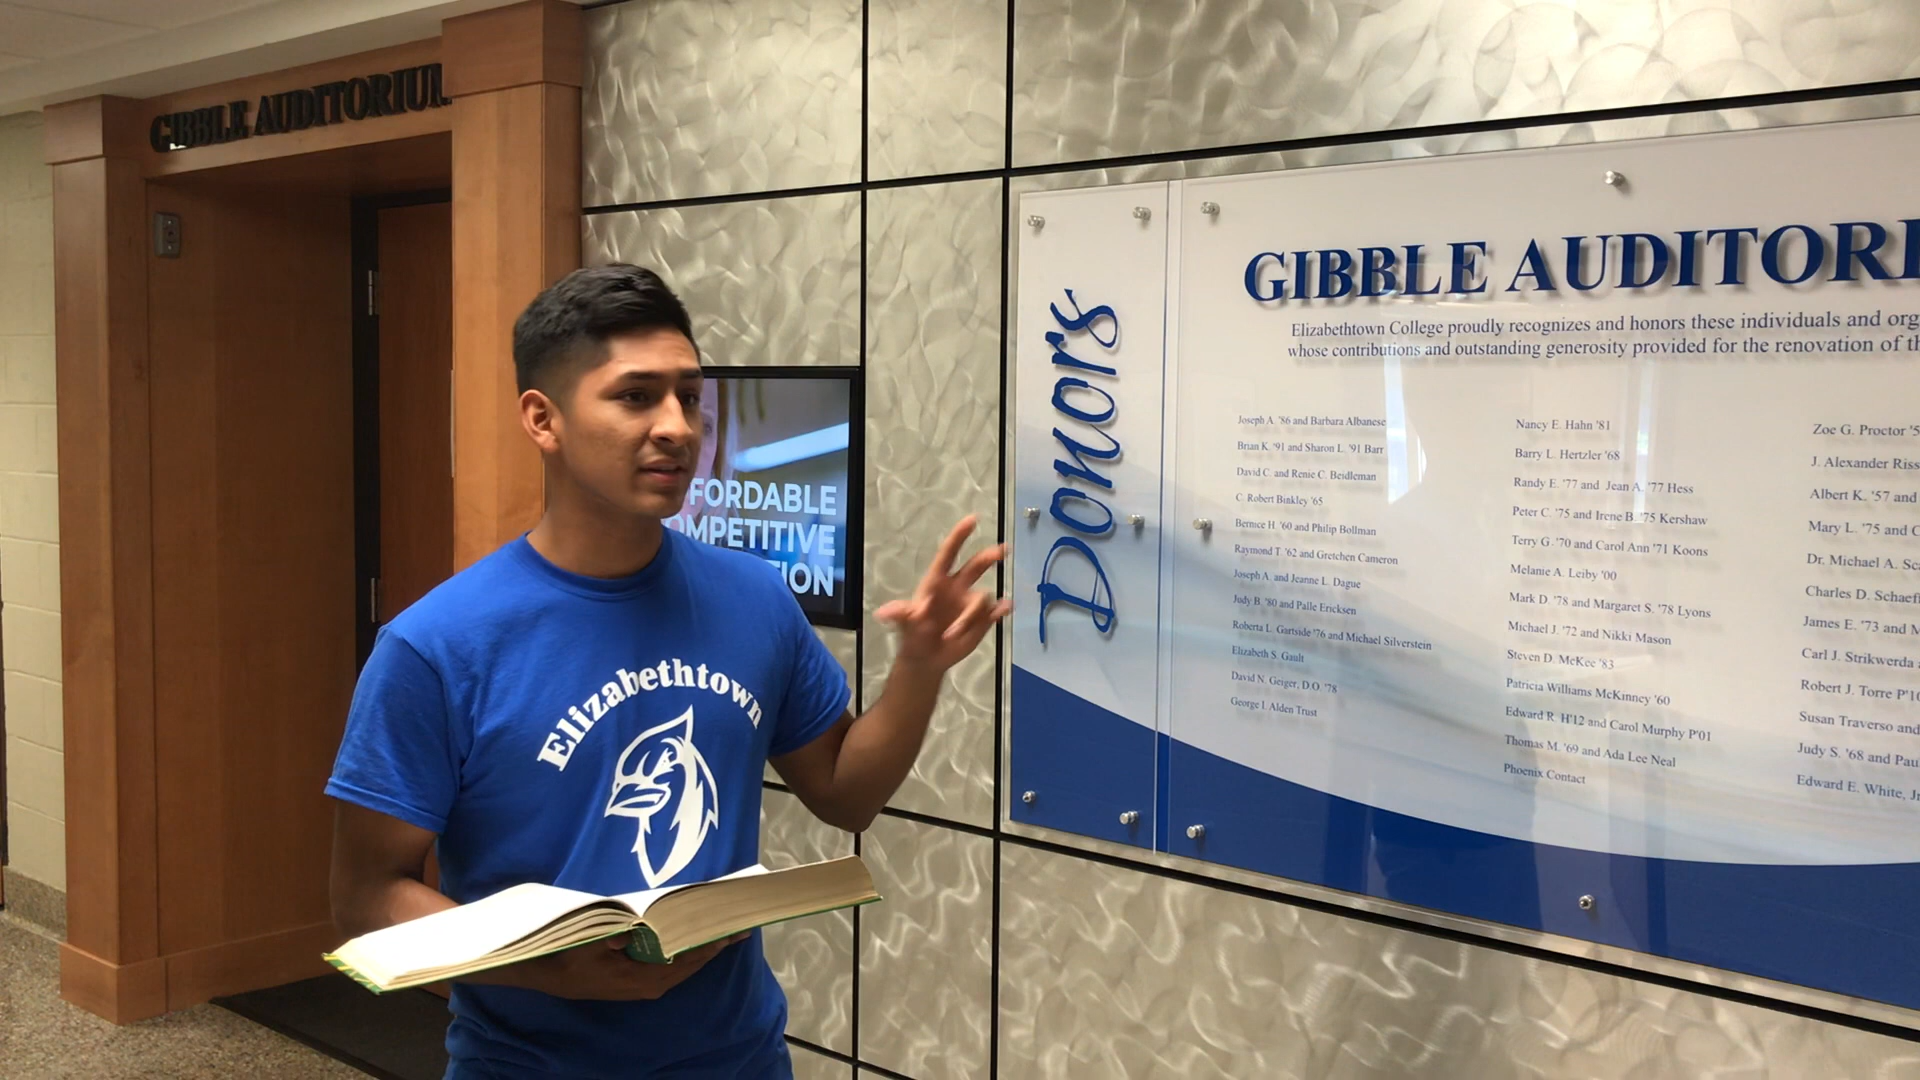 GIBBLE AUDITORIUM
FORDABLE
OMPETITIVE
TION
Elizabethtown
Donors
GIBBLE AUDITORI
Elizabethtown College proudly recognizes and honors these individuals and org
whose contributions and outstanding generosity provided for the renovation of th
Joseph A. '86 and Barbara Albanese
Brian K. '91 and Sharon L. '91 Barr
David C. and Renie C. Beidleman
C. Robert Binkley '65
Bernice H. '60 and Philip Bollman
Raymond T. '62 and Gretchen Cameron
Joseph A. and Jeanne L. Dague
Judy B. '80 and Palle Ericksen
Roberta L. Gartside '76 and Michael Silverstein
Elizabeth S. Gault
David N. Geiger, D.O. '78
George I. Alden Trust
Nancy E. Hahn '81
Barry L. Hertzler '68
Randy E. '77 and Jean A. '77 Hess
Peter C. '75 and Irene B. '75 Kershaw
Terry G. '70 and Carol Ann '71 Koons
Melanie A. Leiby '00
Mark D. '78 and Margaret S. '78 Lyons
Michael J. '72 and Nikki Mason
Steven D. McKee '83
Patricia Williams McKinney '60
Edward R. H'12 and Carol Murphy P'01
Thomas M. '69 and Ada Lee Neal
Phoenix Contact
Zoe G. Proctor '5
J. Alexander Riss
Albert K. '57 and
Mary L. '75 and C
Dr. Michael A. Sca
Charles D. Schaeff
James E. '73 and M
Carl J. Strikwerda
Robert J. Torre P'10
Susan Traverso and
Judy S. '68 and Pau
Edward E. White, Jr